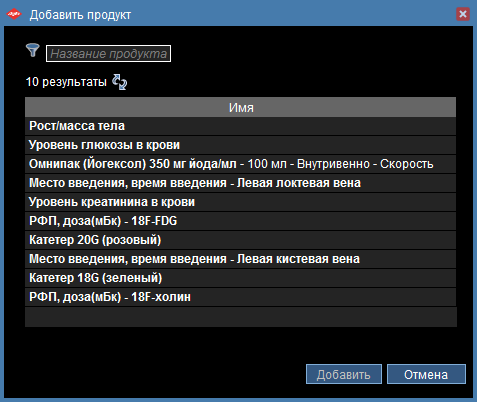 Добавить продукт
Название продукта
10 результаты
Имя
Рост/масса тела
Уровень глюкозы в крови
Омнипак (Йогексол) 350 мг йода/мл - 100 мл - Внутривенно - Скорость
Место введения, время введения - Левая локтевая вена
Уровень креатинина в крови
РФП, доза(мБк) - 18F-FDG
Катетер 20G (розовый)
Место введения, время введения - Левая кистевая вена
Катетер 18G (зеленый)
РФП, доза(мБк) - 18F-холин
Добавить
Отмена